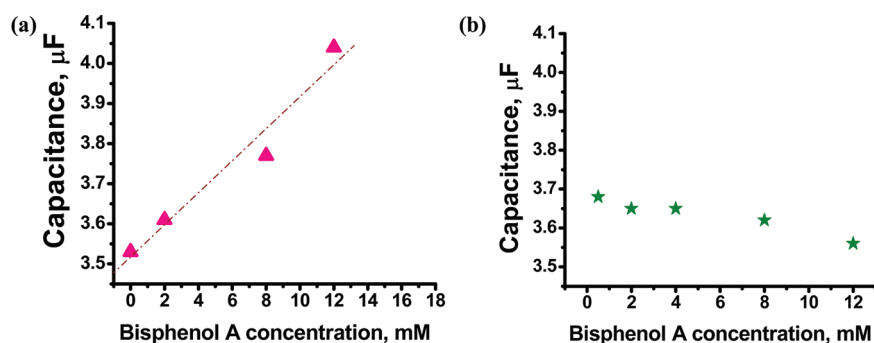 (a)
Capacitance, μF
4.1
4.0
3.9
3.8
3.7
3.6
3.5
0 2 4 6 8 10 12 14 16 18
Bisphenol A concentration, mM
(b)
Capacitance, μF
4.1
4.0
3.9
3.8
3.7
3.6
3.5
0 2 4 6 8 10 12
Bisphenol A concentration, mM